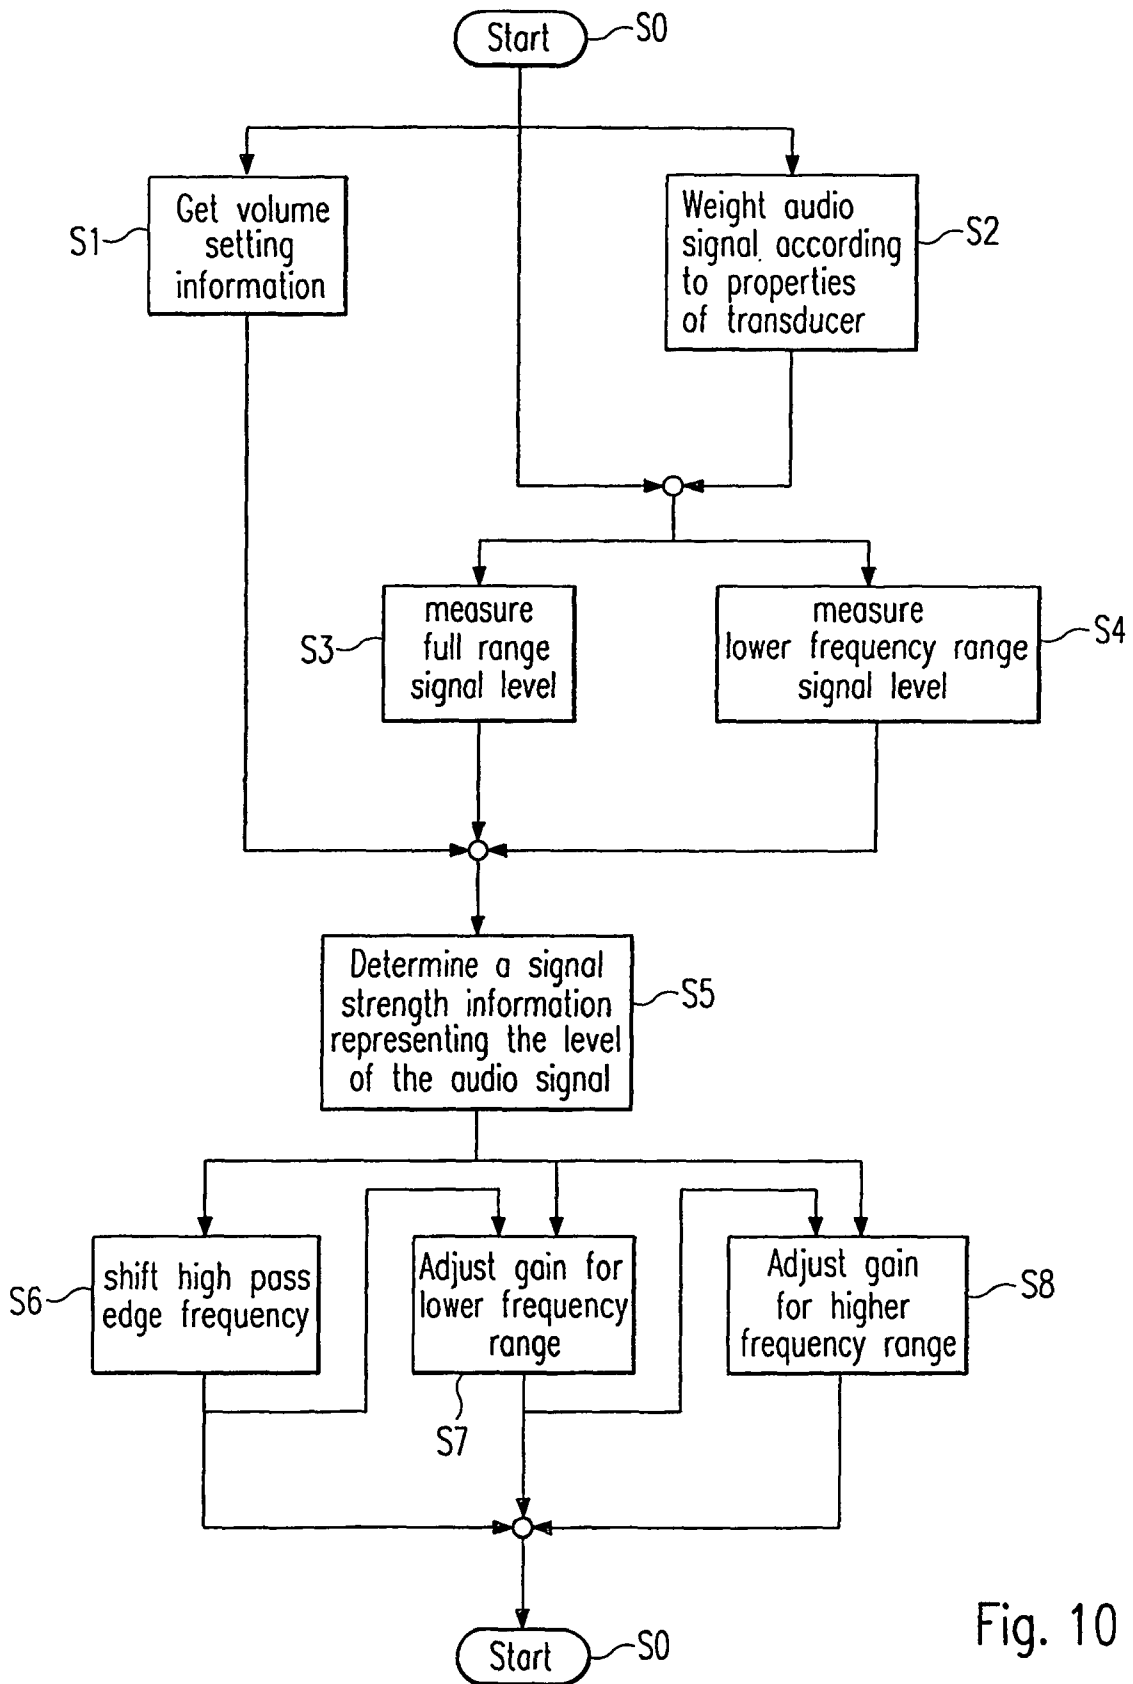 Start
S0
Get volume
setting
information
S1
Weight audio
signal according
to properties
of transducer
S2
measure
full range
signal level
S3
measure
lower frequency range
signal level
S4
Determine a signal
strength information
representing the level
of the audio signal
S5
shift high pass
edge frequency
S6
Adjust gain for
lower frequency
range
S7
Adjust gain
for higher
frequency range
S8
Start
S0
Fig. 10